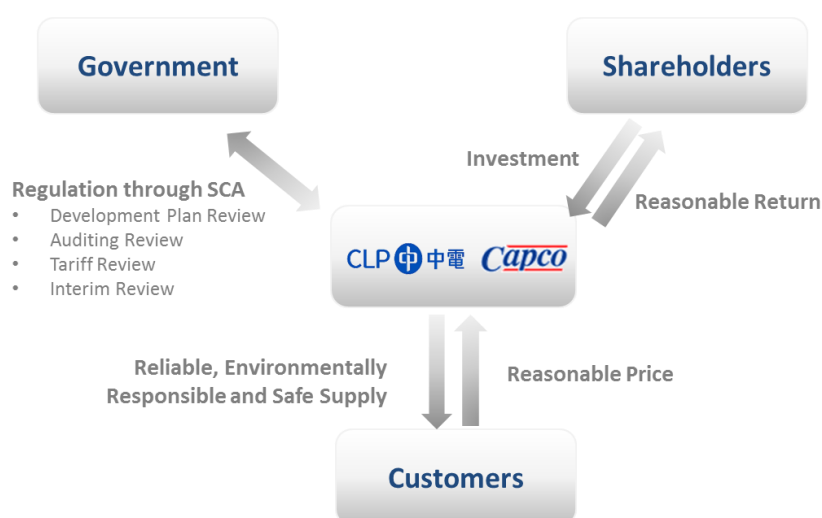 Government
Shareholders
Investment
Regulation through SCA
• Development Plan Review
• Auditing Review
• Tariff Review
• Interim Review
Reasonable Return
CLP 中 中電 Capco
Reliable, Environmentally
Responsible and Safe Supply
Reasonable Price
Customers